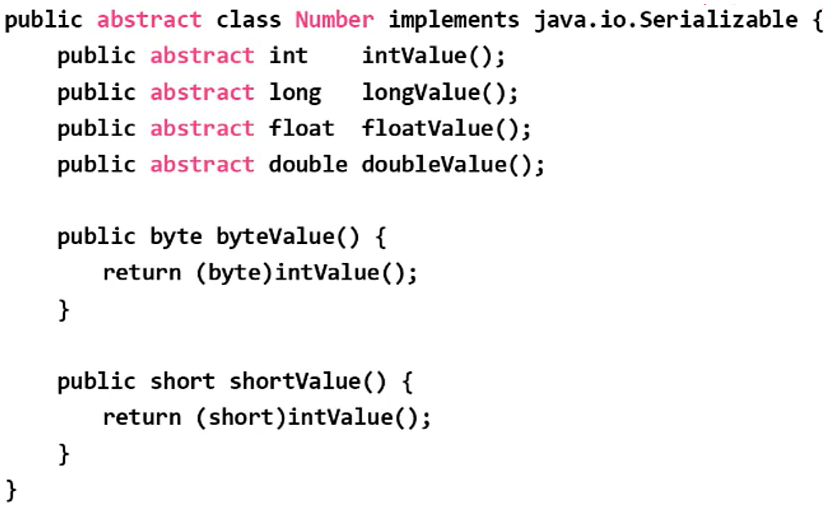 public abstract class Number implements java.io.Serializable {
    public abstract int    intValue();
    public abstract long   longValue();
    public abstract float  floatValue();
    public abstract double doubleValue();

    public byte byteValue() {
        return (byte)intValue();
    }

    public short shortValue() {
        return (short)intValue();
    }
}